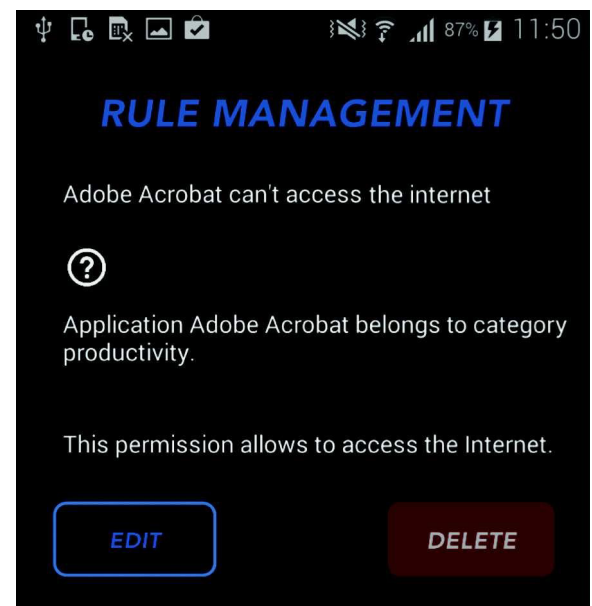 87% 11:50
RULE MANAGEMENT
Adobe Acrobat can't access the internet
?
Application Adobe Acrobat belongs to category
productivity.
This permission allows to access the Internet.
EDIT
DELETE